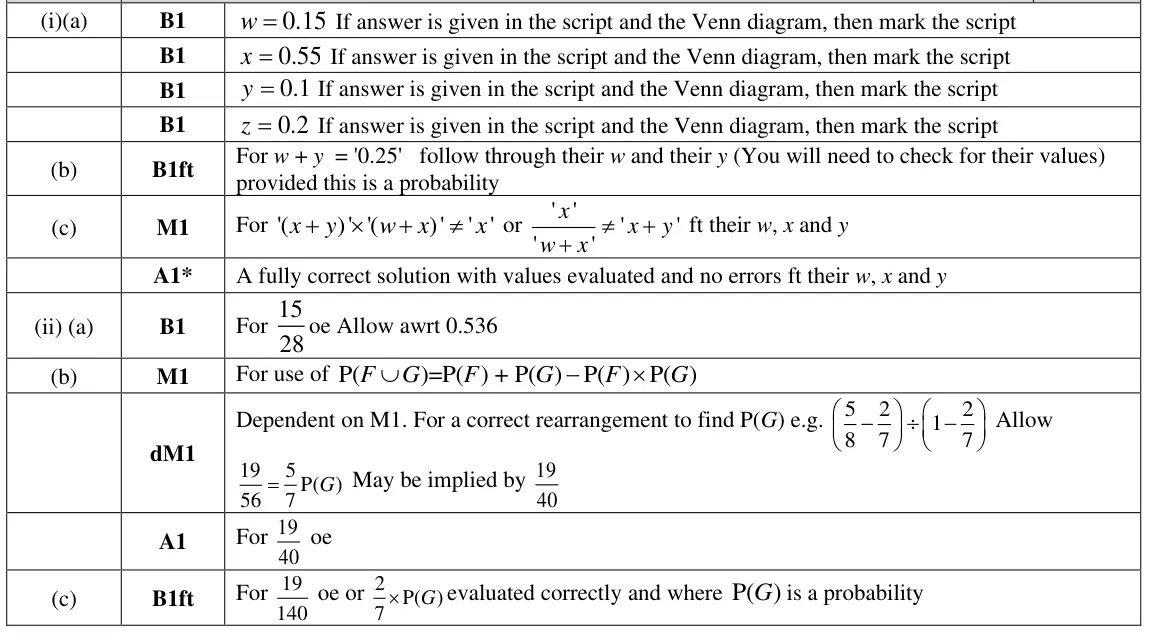 (i)(a) B1 w = 0.15 If answer is given in the script and the Venn diagram, then mark the script
B1 x = 0.55 If answer is given in the script and the Venn diagram, then mark the script
B1 y = 0.1 If answer is given in the script and the Venn diagram, then mark the script
B1 z = 0.2 If answer is given in the script and the Venn diagram, then mark the script
(b) B1ft For w + y = '0.25' follow through their w and their y (You will need to check for their values)
provided this is a probability
(c) M1 For '(x + y)'×'(w + x)' ≠ 'x' or 'x'/'w + x' ≠ 'x + y' ft their w, x and y
A1* A fully correct solution with values evaluated and no errors ft their w, x and y
(ii) (a) B1 For 15/28 oe Allow awrt 0.536
(b) M1 For use of P(F ∪ G)=P(F) + P(G) − P(F) × P(G)
dM1 Dependent on M1. For a correct rearrangement to find P(G) e.g. (5/8 − 2/7) ÷ (1 − 2/7) Allow
19/56 = 5/7 P(G) May be implied by 19/40
A1 For 19/40 oe
(c) B1ft For 19/140 oe or 2/7 × P(G) evaluated correctly and where P(G) is a probability